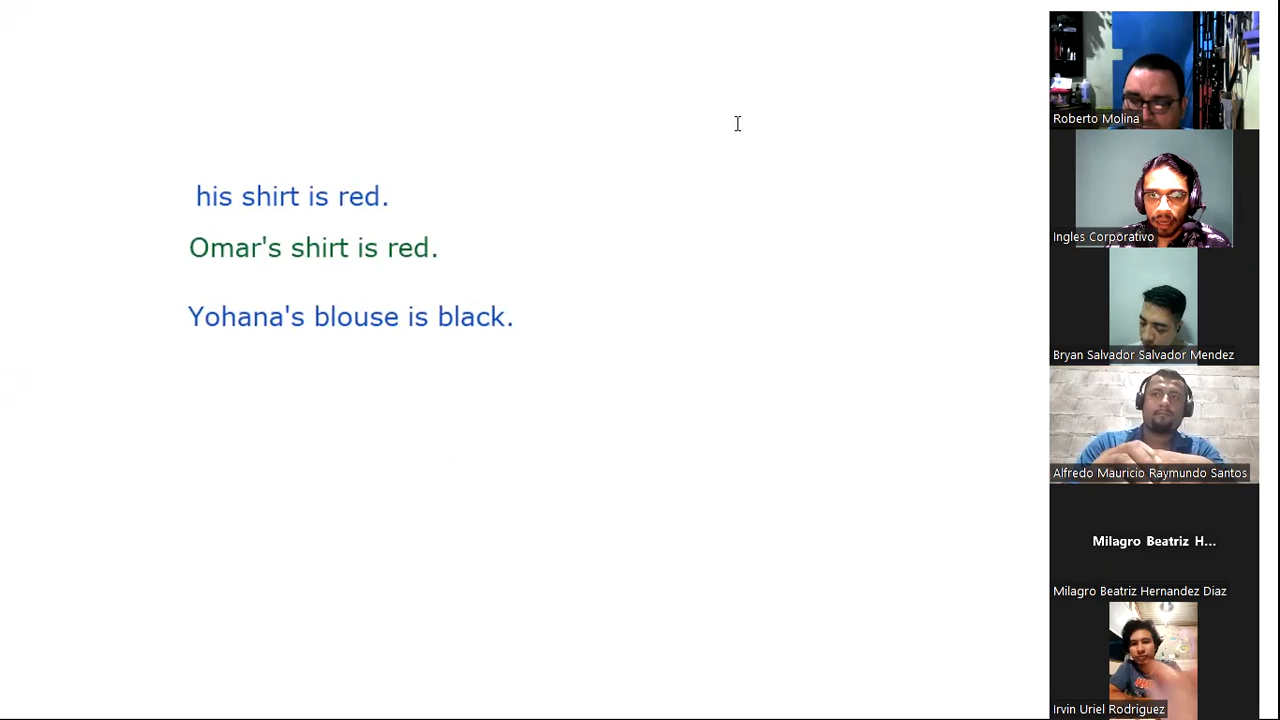 his shirt is red.
Omar's shirt is red.
Yohana's blouse is black.
Roberto Molina
Ingles Corporativo
Bryan Salvador Salvador Mendez
Alfredo Mauricio Raymundo Santos
Milagro Beatriz H...
Milagro Beatriz Hernandez Diaz
Irvin Uriel Rodriguez